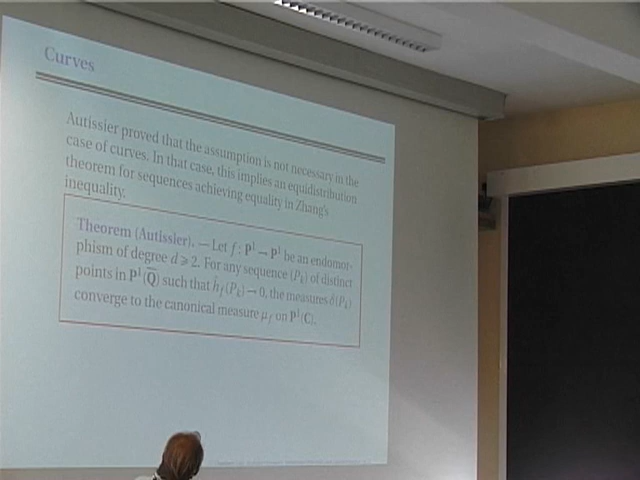 Curves
Autissier proved that the assumption is not necessary in the
case of curves. In that case, this implies an equidistribution
theorem for sequences achieving equality in Zhang's
inequality.
Theorem (Autissier). — Let f : P¹ → P¹ be an endomor-
phism of degree d ⩾ 2. For any sequence (Pₖ) of distinct
points in P¹(Q̅) such that ĥ_f(Pₖ) → 0, the measures δ(Pₖ)
converge to the canonical measure μ_f on P¹(C).